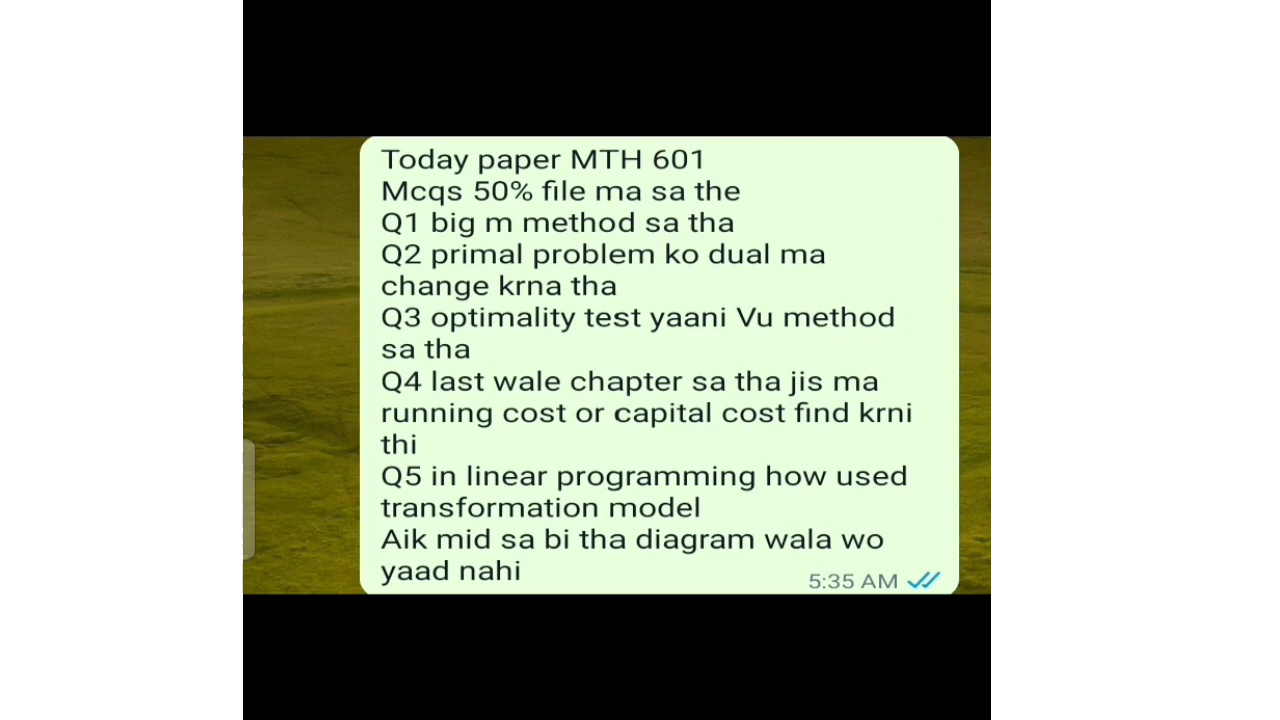 Today paper MTH 601
Mcqs 50% file ma sa the
Q1 big m method sa tha
Q2 primal problem ko dual ma
change krna tha
Q3 optimality test yaani Vu method
sa tha
Q4 last wale chapter sa tha jis ma
running cost or capital cost find krni
thi
Q5 in linear programming how used
transformation model
Aik mid sa bi tha diagram wala wo
yaad nahi
5:35 AM